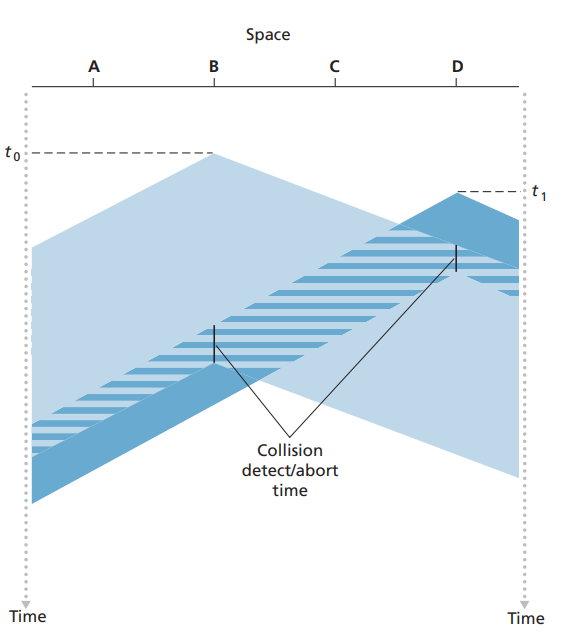 Space
A B C D
t0
t1
Collision
detect/abort
time
Time
Time